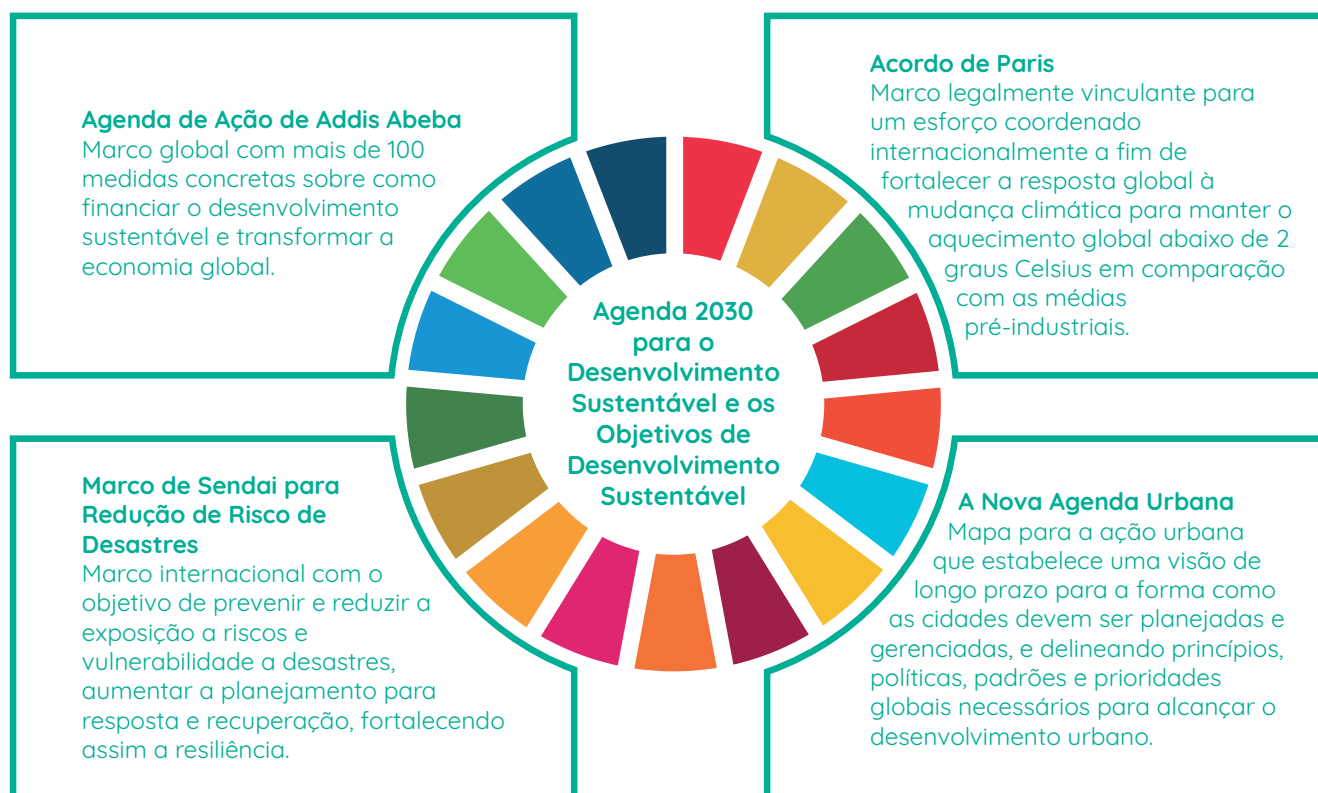 Agenda de Ação de Addis Abeba
Marco global com mais de 100
medidas concretas sobre como
financiar o desenvolvimento
sustentável e transformar a
economia global.
Acordo de Paris
Marco legalmente vinculante para
um esforço coordenado
internacionalmente a fim de
fortalecer a resposta global à
mudança climática para manter o
aquecimento global abaixo de 2
graus Celsius em comparação
com as médias
pré-industriais.
Agenda 2030
para o
Desenvolvimento
Sustentável e os
Objetivos de
Desenvolvimento
Sustentável
Marco de Sendai para
Redução de Risco de
Desastres
Marco internacional com o
objetivo de prevenir e reduzir a
exposição a riscos e
vulnerabilidade a desastres,
aumentar a planejamento para
resposta e recuperação, fortalecendo
assim a resiliência.
A Nova Agenda Urbana
Mapa para a ação urbana
que estabelece uma visão de
longo prazo para a forma como
as cidades devem ser planejadas e
gerenciadas, e delineando princípios,
políticas, padrões e prioridades
globais necessários para alcançar o
desenvolvimento urbano.